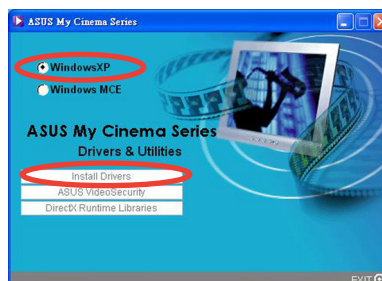 ASUS My Cinema Series
WindowsXP
Windows MCE
ASUS My Cinema Series
Drivers & Utilities
Install Drivers
ASUS VideoSecurity
DirectX Runtime Libraries
EXIT